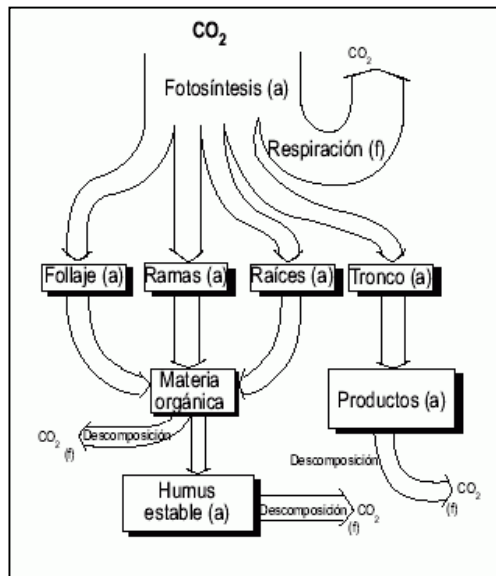 CO2
CO2
Fotosíntesis (a)
Respiración (f)
Follaje (a)
Ramas (a)
Raíces (a)
Tronco (a)
Materia
orgánica
Productos (a)
CO2
(f)
Descomposición
Descomposición
CO2
(f)
Humus
estable (a)
Descomposición
CO2
(f)